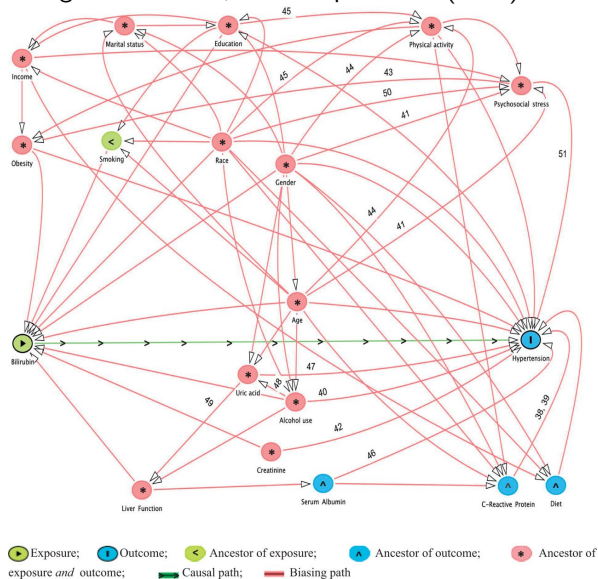 45
Marital status
Education
Physical activity
Income
45
44
43
50
Psychosocial stress
41
Obesity
Smoking
Race
Gender
51
44
41
Age
Bilirubin
Hypertension
47
Uric acid
48
40
38, 39
49
Alcohol use
42
46
Creatinine
Liver Function
Serum Albumin
C-Reactive Protein
Diet
Exposure; Outcome; Ancestor of exposure; Ancestor of outcome; Ancestor of
exposure and outcome; Causal path; Biasing path